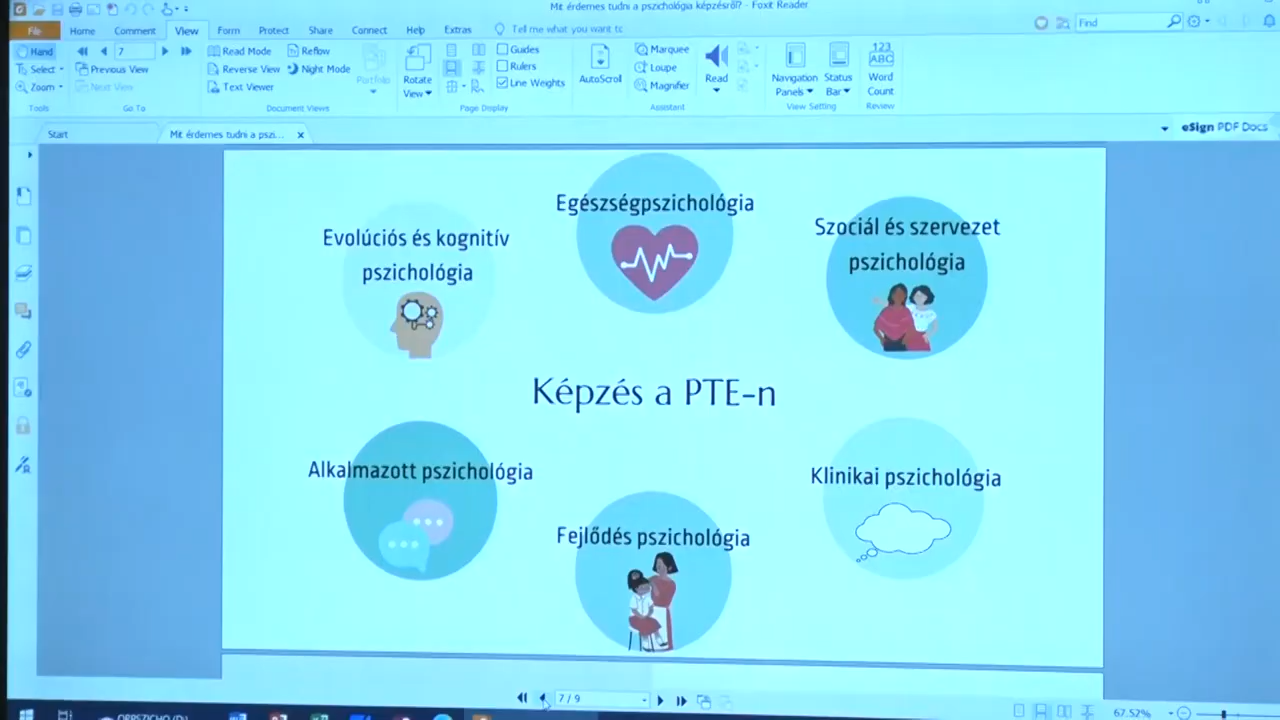 Mit érdemes tudni a pszichológia képzésről? - Foxit Reader
File Home Comment View Form Protect Share Connect Help Extras Tell me what you want to
Find
Hand
Select
Zoom
Tools
7
Previous View
Next View
Go To
Read Mode
Reverse View
Text Viewer
Reflow
Night Mode
Document Views
Portfolio
Rotate
View
Guides
Rulers
Line Weights
Page Display
AutoScroll
Marquee
Loupe
Magnifier
Assistant
Read
Navigation
Panels
Status
Bar
View Setting
123
ABC
Word
Count
Review
Start
Mit érdemes tudni a pszi...
eSign PDF Docs
Egészségpszichológia
Evolúciós és kognitív
pszichológia
Szociál és szervezet
pszichológia
Képzés a PTE-n
Alkalmazott pszichológia
Klinikai pszichológia
Fejlődés pszichológia
7 / 9
67.52%